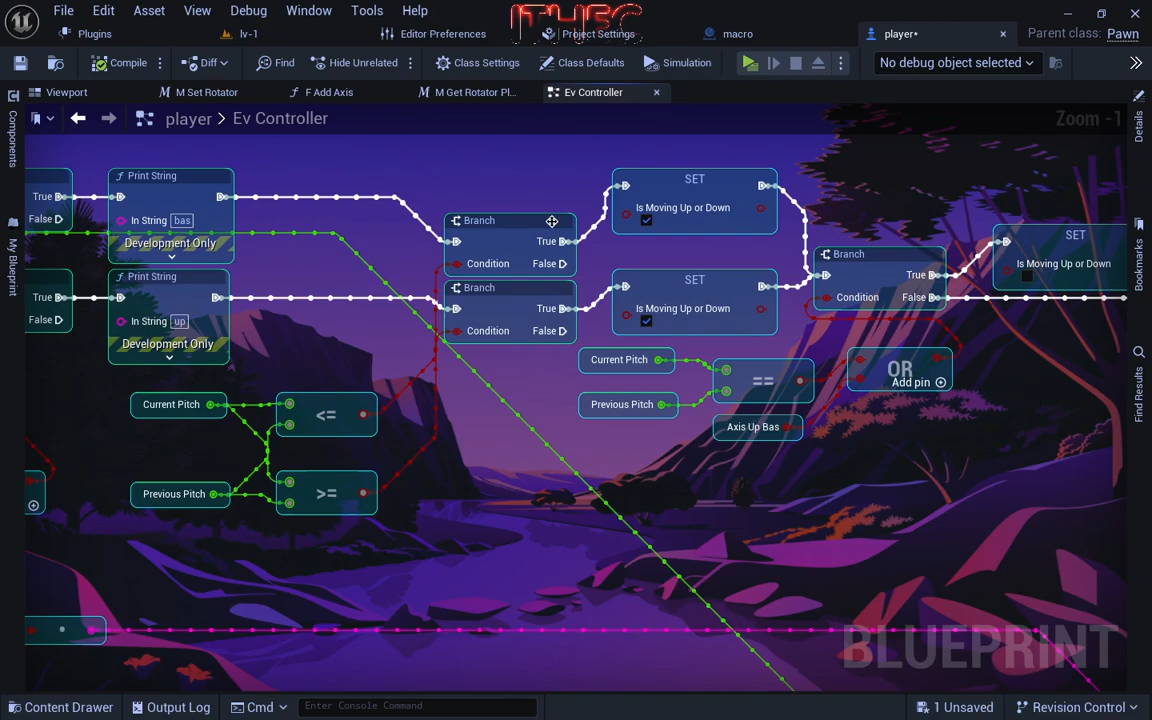 File Edit Asset View Debug Window Tools Help
ITHEC
Plugins lv-1 Editor Preferences Project Settings macro player* × Parent class: Pawn
Compile Diff Find Hide Unrelated Class Settings Class Defaults Simulation No debug object selected
Viewport M Set Rotator F Add Axis M Get Rotator Pl... Ev Controller ×
player > Ev Controller Zoom -1
Components
My Blueprint
Details
Bookmarks
Find Results
True
False
Print String
In String bas
Development Only
True
False
Print String
In String up
Development Only
Branch
True
Condition False
Branch
True
Condition False
SET
Is Moving Up or Down
SET
Is Moving Up or Down
Branch
True
Condition False
SET
Is Moving Up or Down
Current Pitch
Previous Pitch
==
Axis Up Bas
OR
Add pin
Current Pitch
<=
Previous Pitch
>=
BLUEPRINT
Content Drawer Output Log Cmd Enter Console Command 1 Unsaved Revision Control